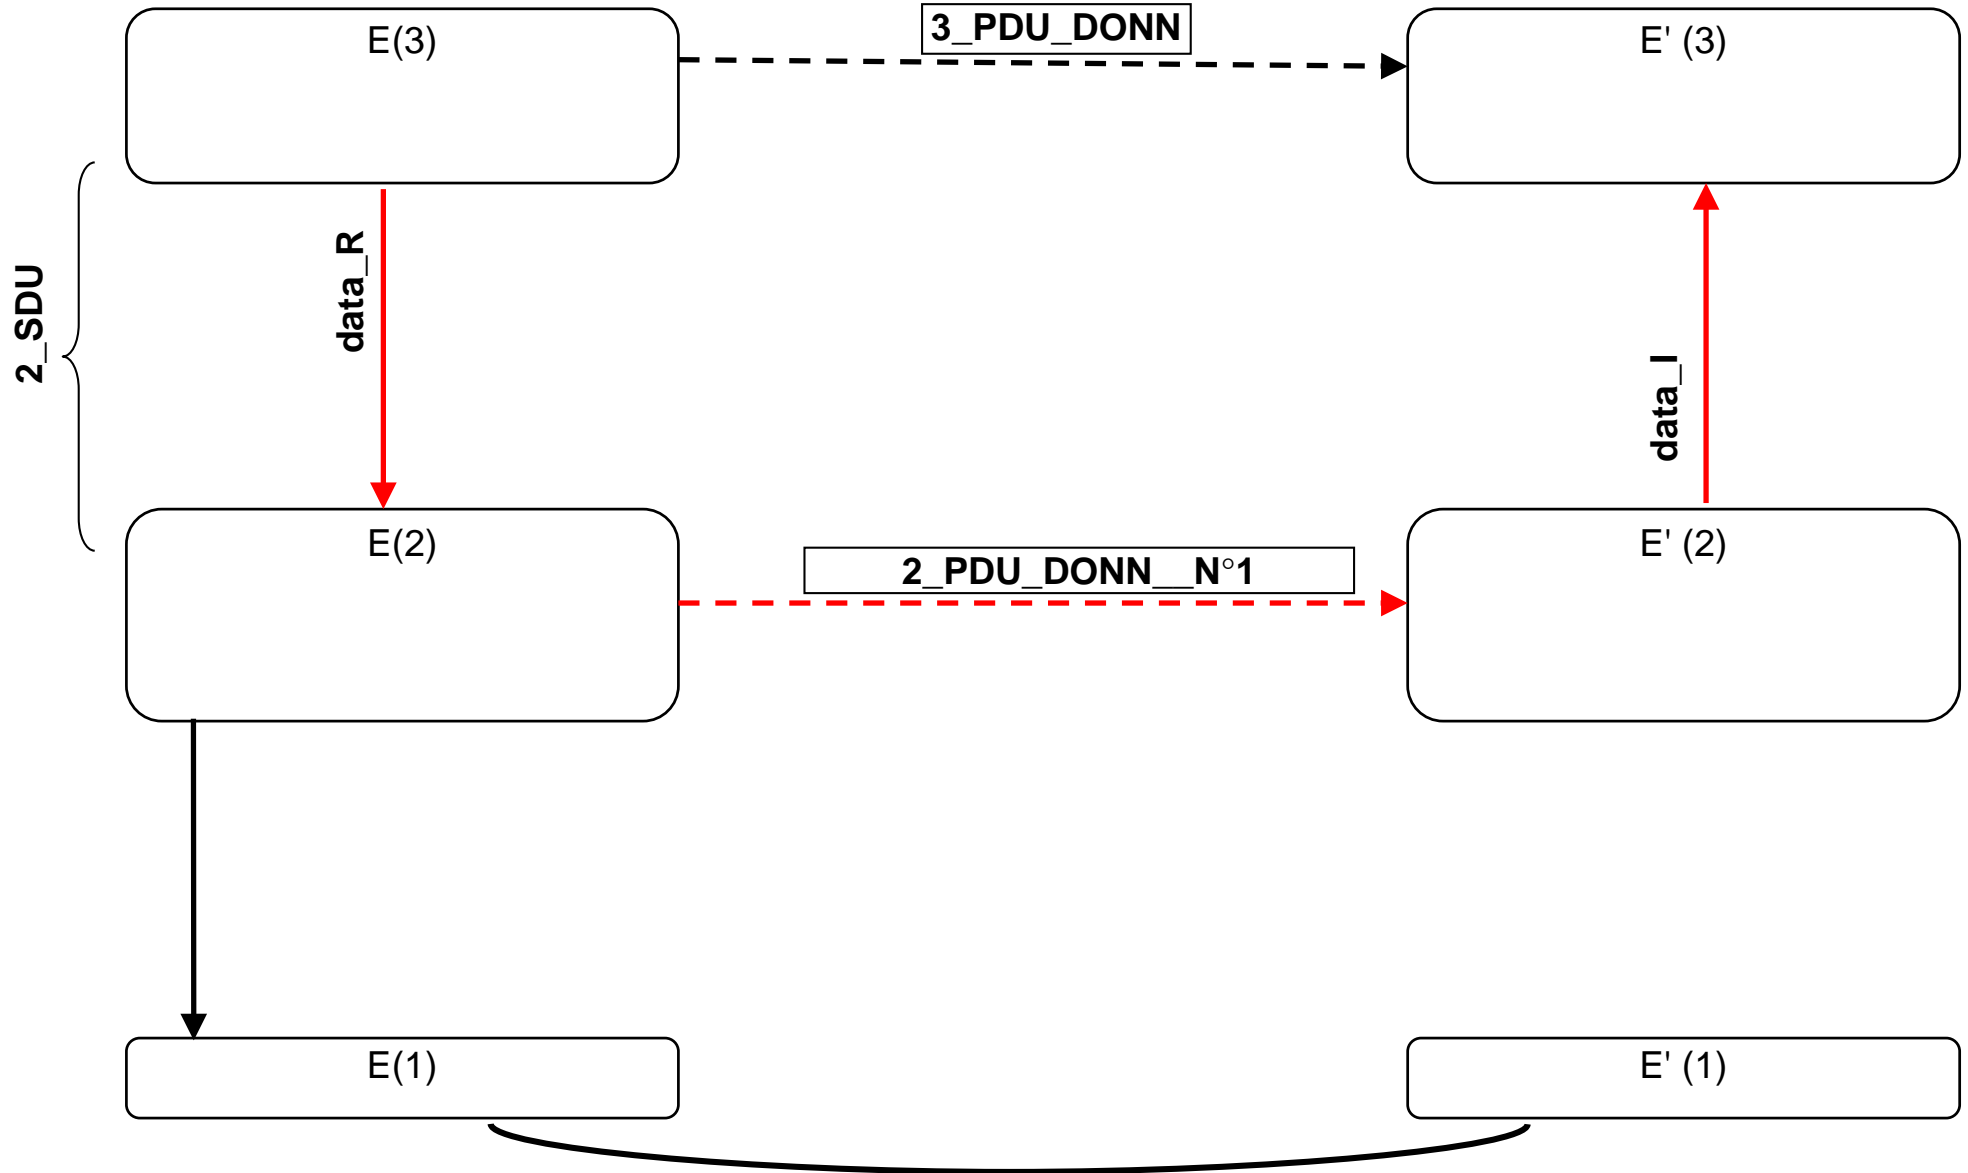 E(3)
3_PDU_DONN
E' (3)
2_SDU
data_R
data_I
E(2)
2_PDU_DONN__N°1
E' (2)
E(1)
E' (1)